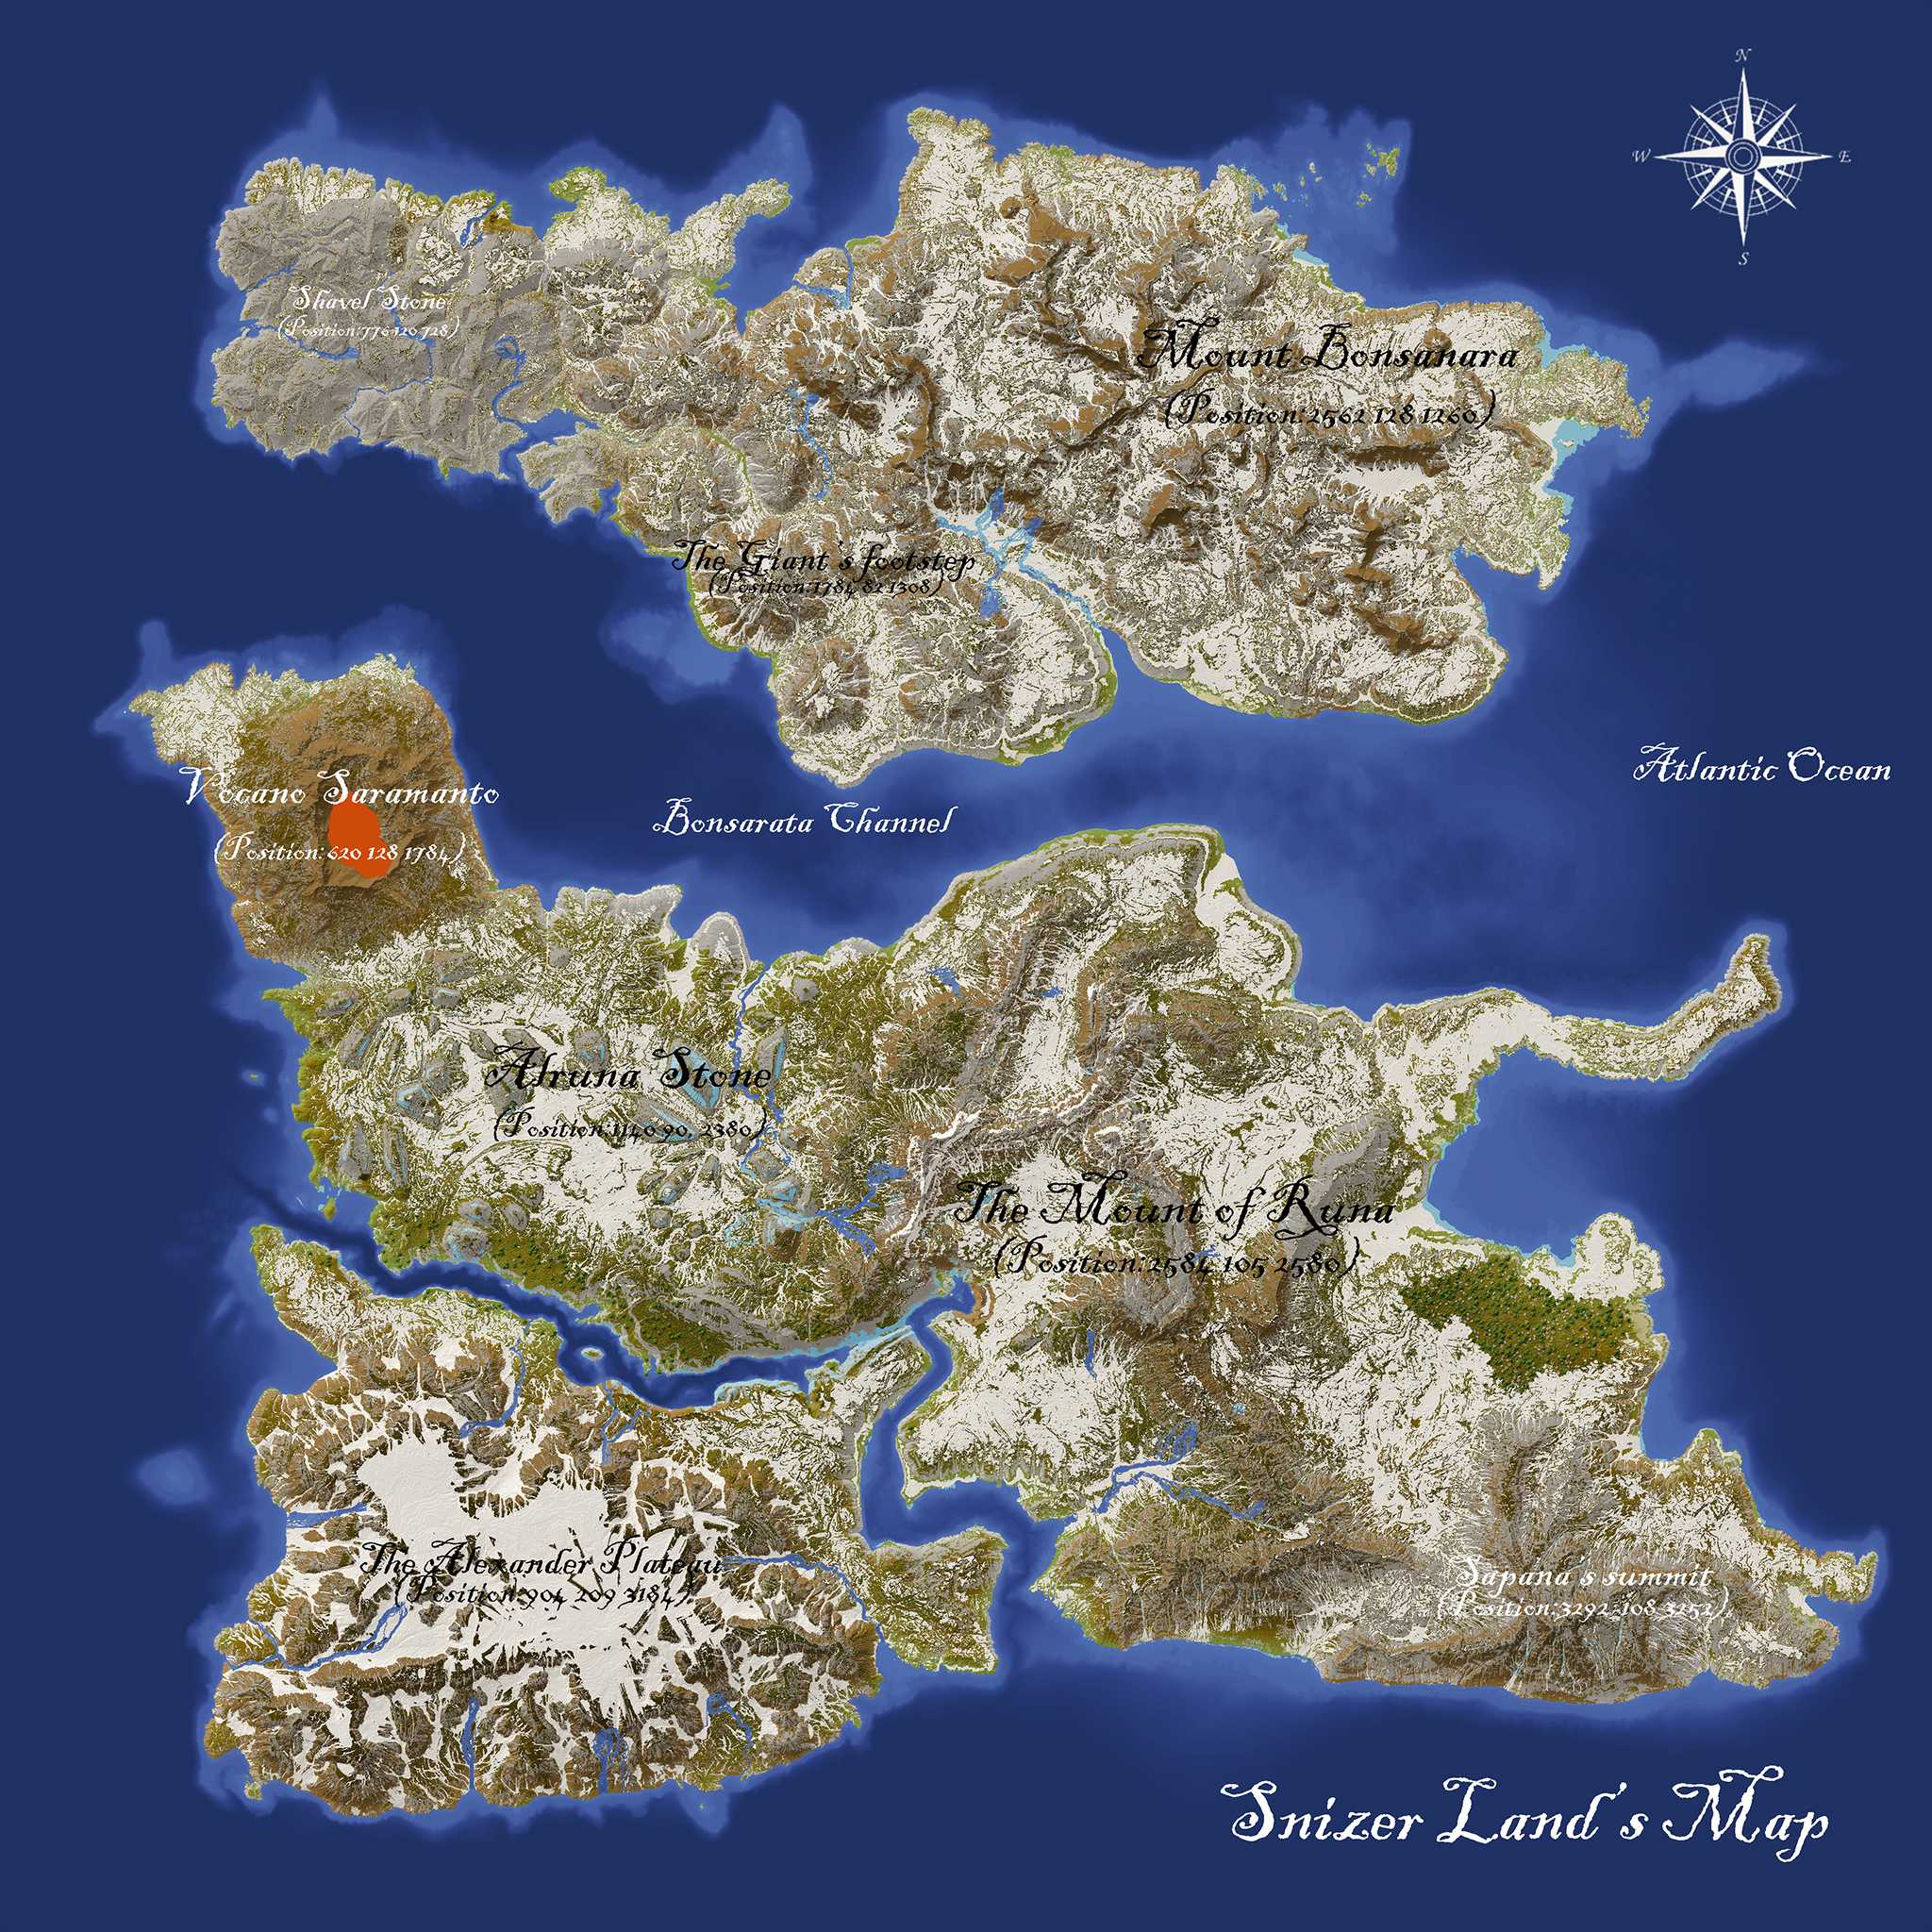 N
W E
S
Shavel Stone
(Position:776 120 728)
Mount Bonsanara
(Position: 2562 128 1260)
The Giant's footstep
(Position:1784 82 1308)
Atlantic Ocean
Vocano Saramanto
(Position: 620 128 1784)
Bonsarata Channel
Alruna Stone
(Position:1140 90, 2380)
The Mount of Runa
(Position: 2584 105 2580)
The Alexander Plateau
(Position:904 209 3184)
Sapana's summit
(Position:3292 108 3252)
Snizer Land's Map